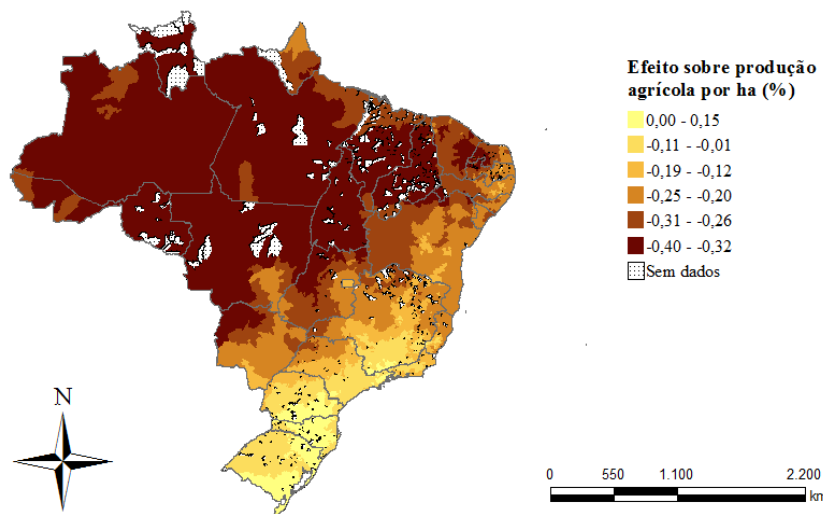 Efeito sobre produção
agrícola por ha (%)
0,00 - 0,15
-0,11 - -0,01
-0,19 - -0,12
-0,25 - -0,20
-0,31 - -0,26
-0,40 - -0,32
Sem dados
N
0 550 1.100 2.200
km